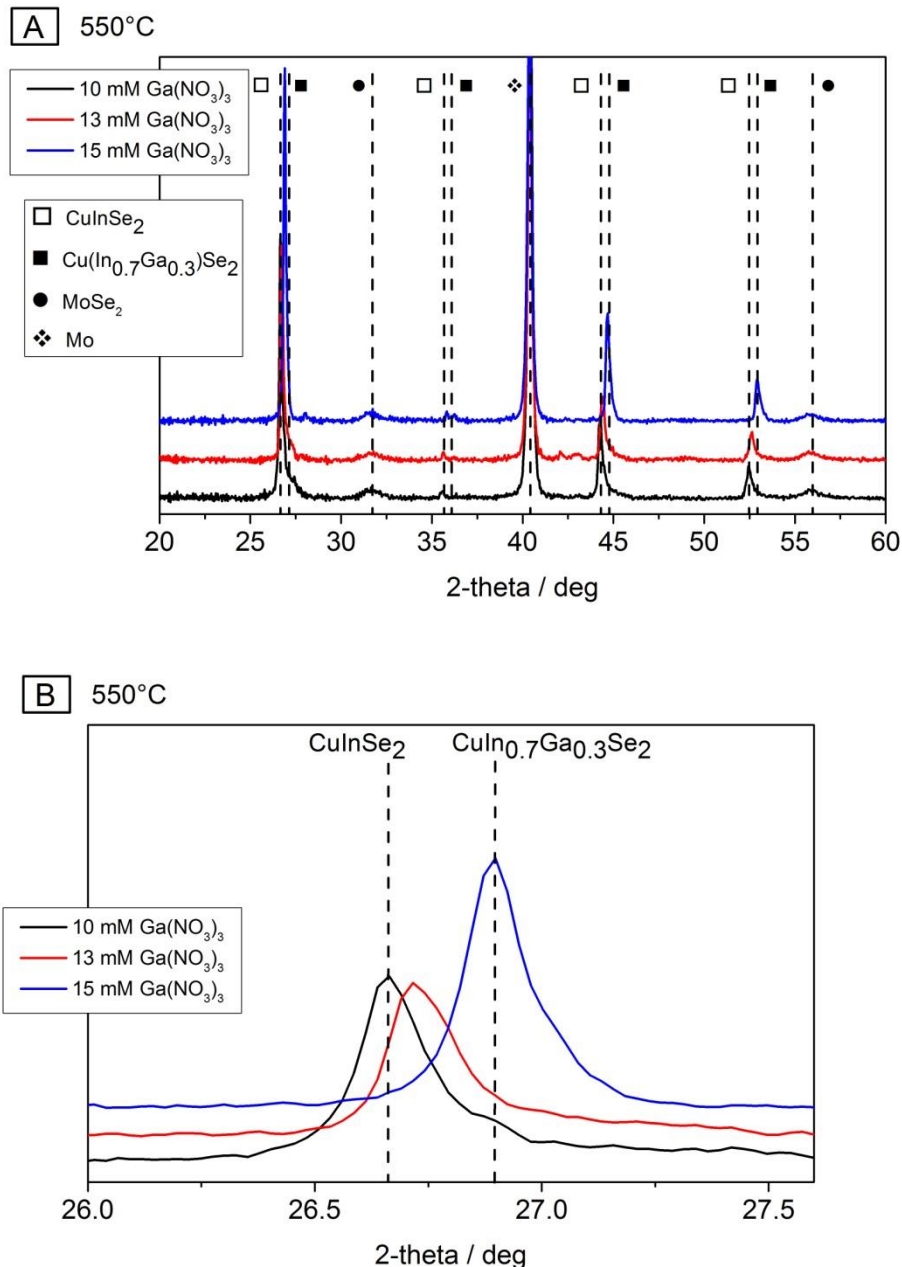 A 550°C
10 mM Ga(NO₃)₃
13 mM Ga(NO₃)₃
15 mM Ga(NO₃)₃
CuInSe₂
Cu(In₀.₇Ga₀.₃)Se₂
MoSe₂
Mo
20 25 30 35 40 45 50 55 60
2-theta / deg
B 550°C
CuInSe₂ CuIn₀.₇Ga₀.₃Se₂
10 mM Ga(NO₃)₃
13 mM Ga(NO₃)₃
15 mM Ga(NO₃)₃
26.0 26.5 27.0 27.5
2-theta / deg